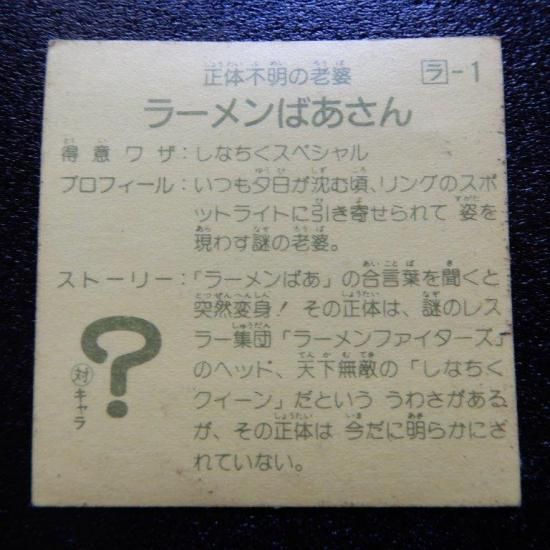 正体不明の老婆
ラ-1
ラーメンばあさん
得意ワザ:しなちくスペシャル
プロフィール:いつも夕日が沈む頃、リングのスポ
ットライトに引き寄せられて 姿を
現わす謎の老婆。
ストーリー:「ラーメンばあ」の合言葉を聞くと
突然変身! その正体は、謎のレス
ラー集団「ラーメンファイターズ」
のヘッド、天下無敵の「しなちく
クイーン」だという うわさがある
が、その正体は 今だに明らかにさ
れていない。
?
対キャラ